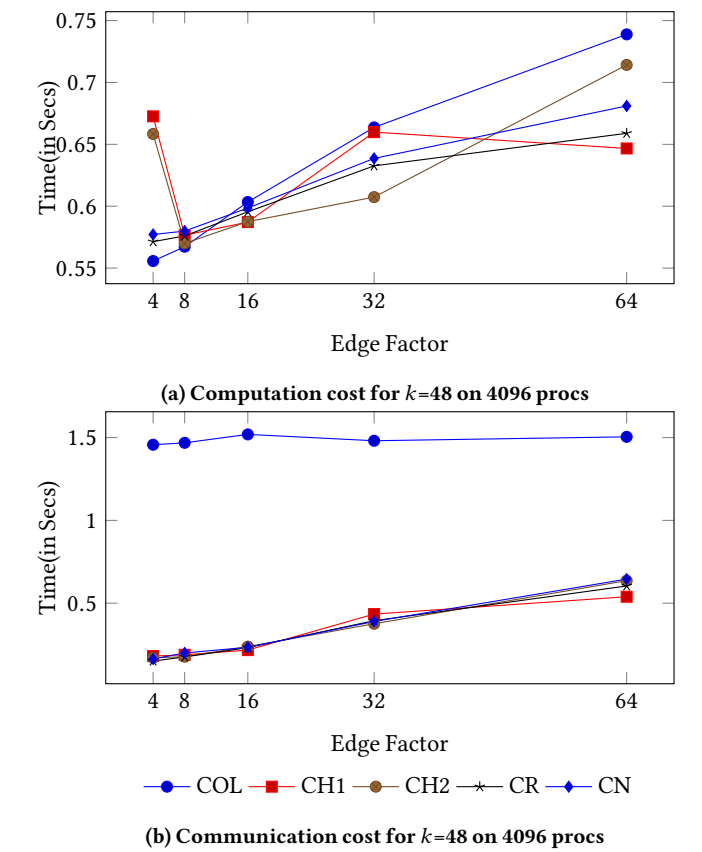 0.75
0.7
0.65
0.6
0.55
Time(in Secs)
4 8 16 32 64
Edge Factor
(a) Computation cost for k=48 on 4096 procs
1.5
1
0.5
Time(in Secs)
4 8 16 32 64
Edge Factor
COL CH1 CH2 CR CN
(b) Communication cost for k=48 on 4096 procs